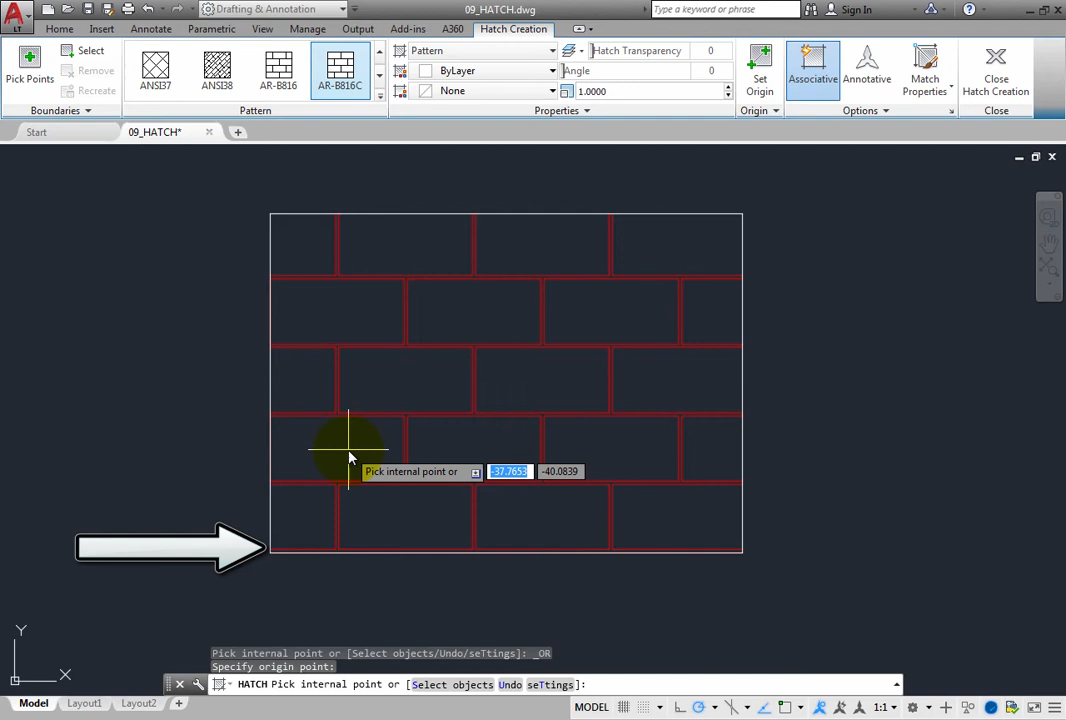 Drafting & Annotation
09_HATCH.dwg
Type a keyword or phrase
Sign In
LT
Home Insert Annotate Parametric View Manage Output Add-ins A360 Hatch Creation
Pick Points
Select
Remove
Recreate
Boundaries
ANSI37
ANSI38
AR-B816
AR-B816C
Pattern
Pattern
ByLayer
None
Hatch Transparency 0
Angle 0
1.0000
Properties
Set
Origin
Origin
Associative
Annotative
Match
Properties
Options
Close
Hatch Creation
Close
Start
09_HATCH*
Pick internal point or -37.7653 -40.0839
Y
X
Pick internal point or [Select objects/Undo/seTtings]: _OR
Specify origin point:
HATCH Pick internal point or [Select objects Undo seTtings]:
Model Layout1 Layout2
MODEL
1:1